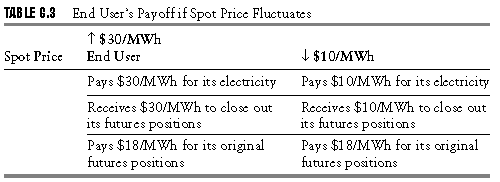 TABLE 6.3 End User's Payoff if Spot Price Fluctuates
↑ $30/MWh
Spot Price End User ↓ $10/MWh
Pays $30/MWh for its electricity Pays $10/MWh for its electricity
Receives $30/MWh to close out Receives $10/MWh to close out
its futures positions its futures positions
Pays $18/MWh for its original Pays $18/MWh for its original
futures positions futures positions